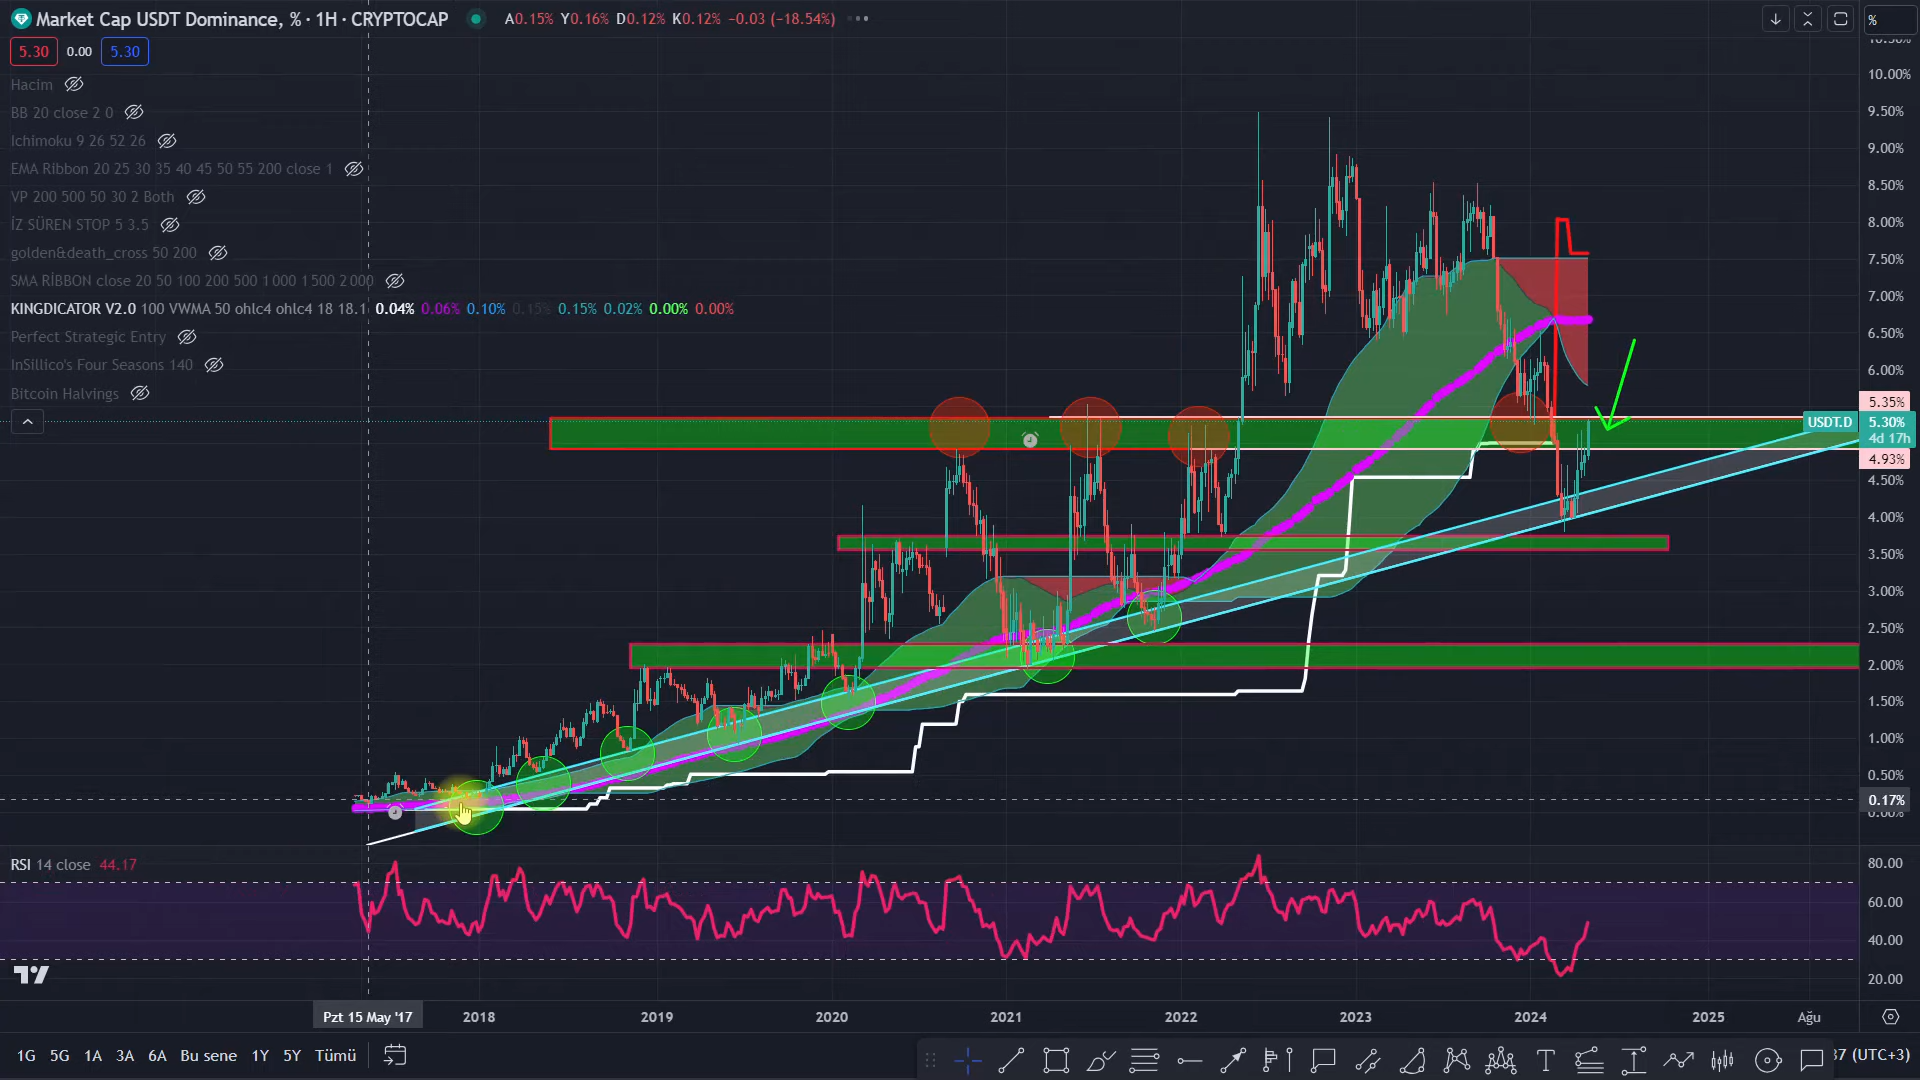 Market Cap USDT Dominance, % · 1H · CRYPTOCAP A0.15% Y0.16% D0.12% K0.12% −0.03 (−18.54%)
5.30 0.00 5.30
Hacim
BB 20 close 2 0
Ichimoku 9 26 52 26
EMA Ribbon 20 25 30 35 40 45 50 55 200 close 1
VP 200 500 50 30 2 Both
İZ SÜREN STOP 5 3.5
golden&death_cross 50 200
SMA RİBBON close 20 50 100 200 500 1 000 1 500 2 000
KINGDICATOR V2.0 100 VWMA 50 ohlc4 ohlc4 18 18.1 0.04% 0.06% 0.10% 0.15% 0.15% 0.02% 0.00% 0.00%
Perfect Strategic Entry
InSillico's Four Seasons 140
Bitcoin Halvings
%
10.50%
10.00%
9.50%
9.00%
8.50%
8.00%
7.50%
7.00%
6.50%
6.00%
5.35%
USDT.D 5.30%
4d 17h
4.93%
4.50%
4.00%
3.50%
3.00%
2.50%
2.00%
1.50%
1.00%
0.50%
0.17%
0.00%
RSI 14 close 44.17
80.00
60.00
40.00
20.00
Pzt 15 May '17 2018 2019 2020 2021 2022 2023 2024 2025 Ağu
1G 5G 1A 3A 6A Bu sene 1Y 5Y Tümü
37 (UTC+3)